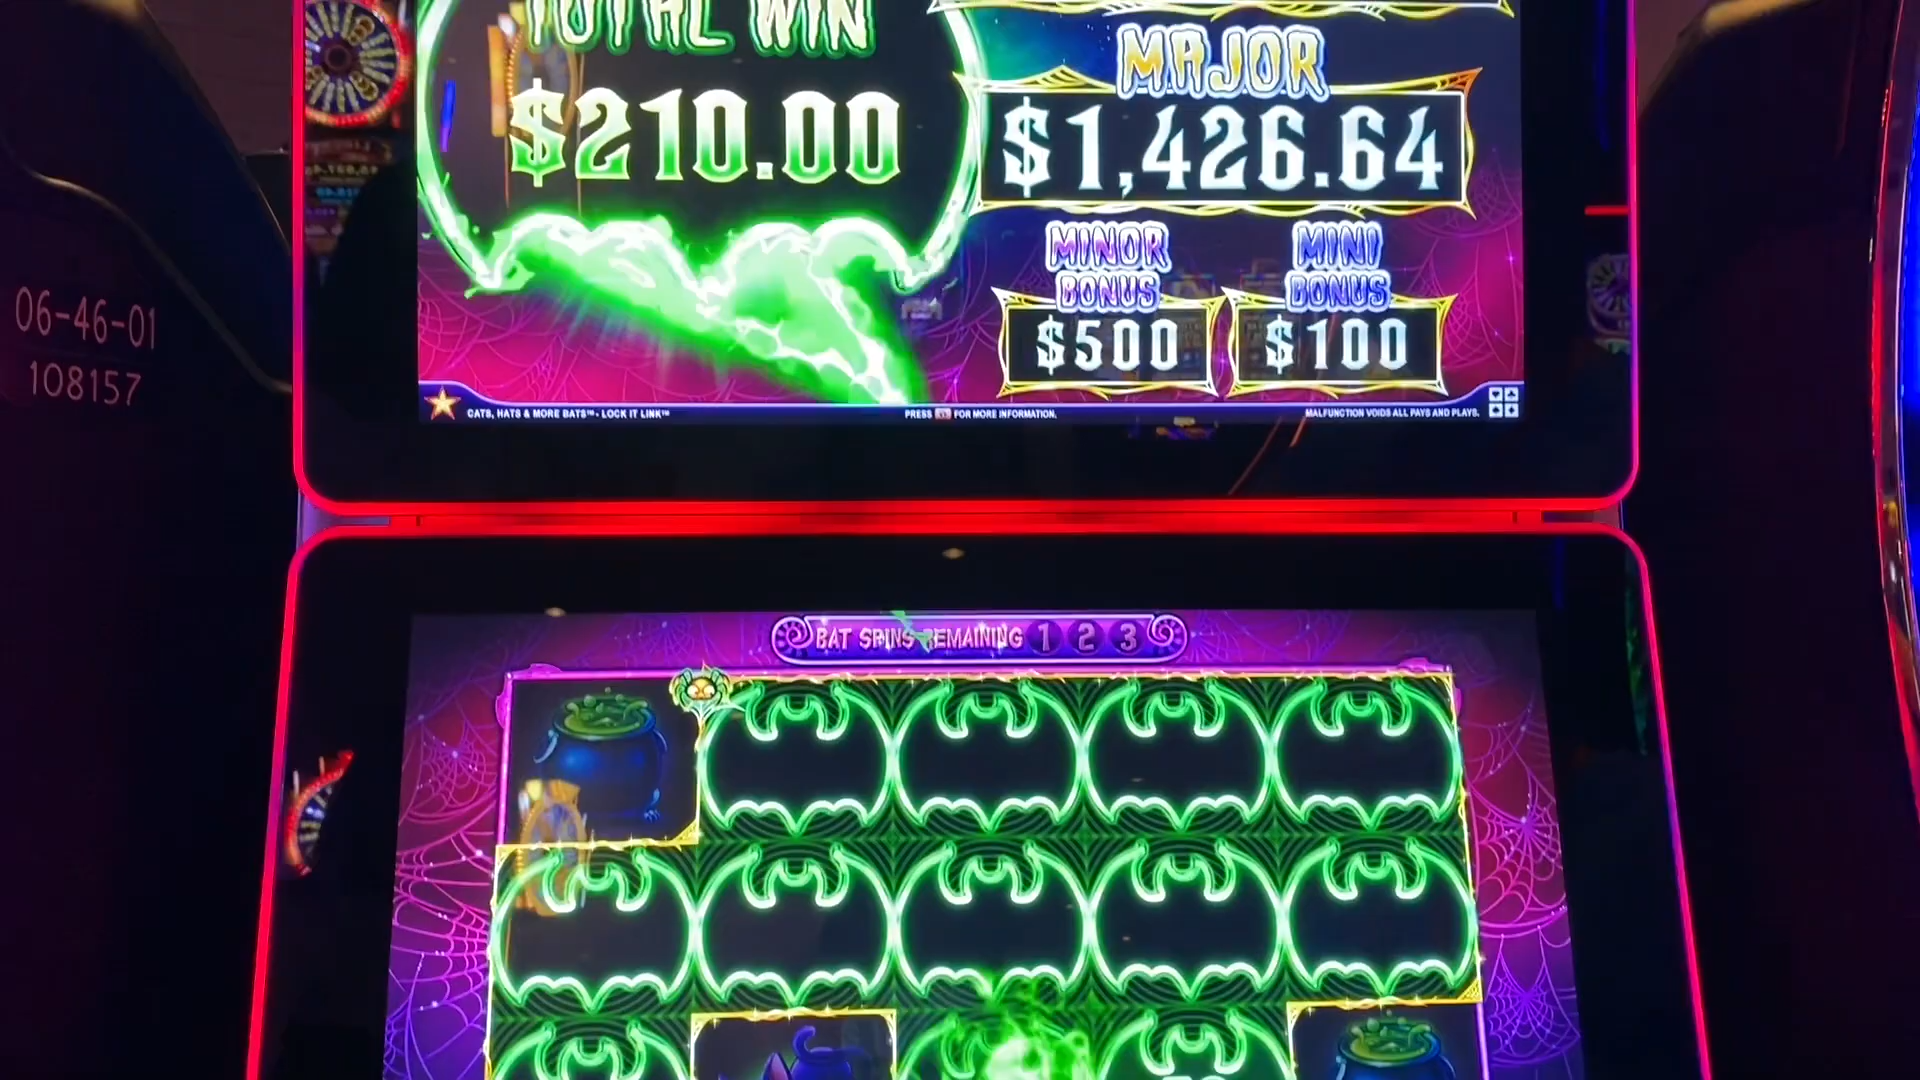 TOTAL WIN
$210.00
MAJOR
$1,426.64
MINOR
BONUS
$500
MINI
BONUS
$100
CATS, HATS & MORE BATS™ - LOCK IT LINK™
PRESS
FOR MORE INFORMATION.
MALFUNCTION VOIDS ALL PAYS AND PLAYS.
06-46-01
108157
BAT SPINS REMAINING 1 2 3